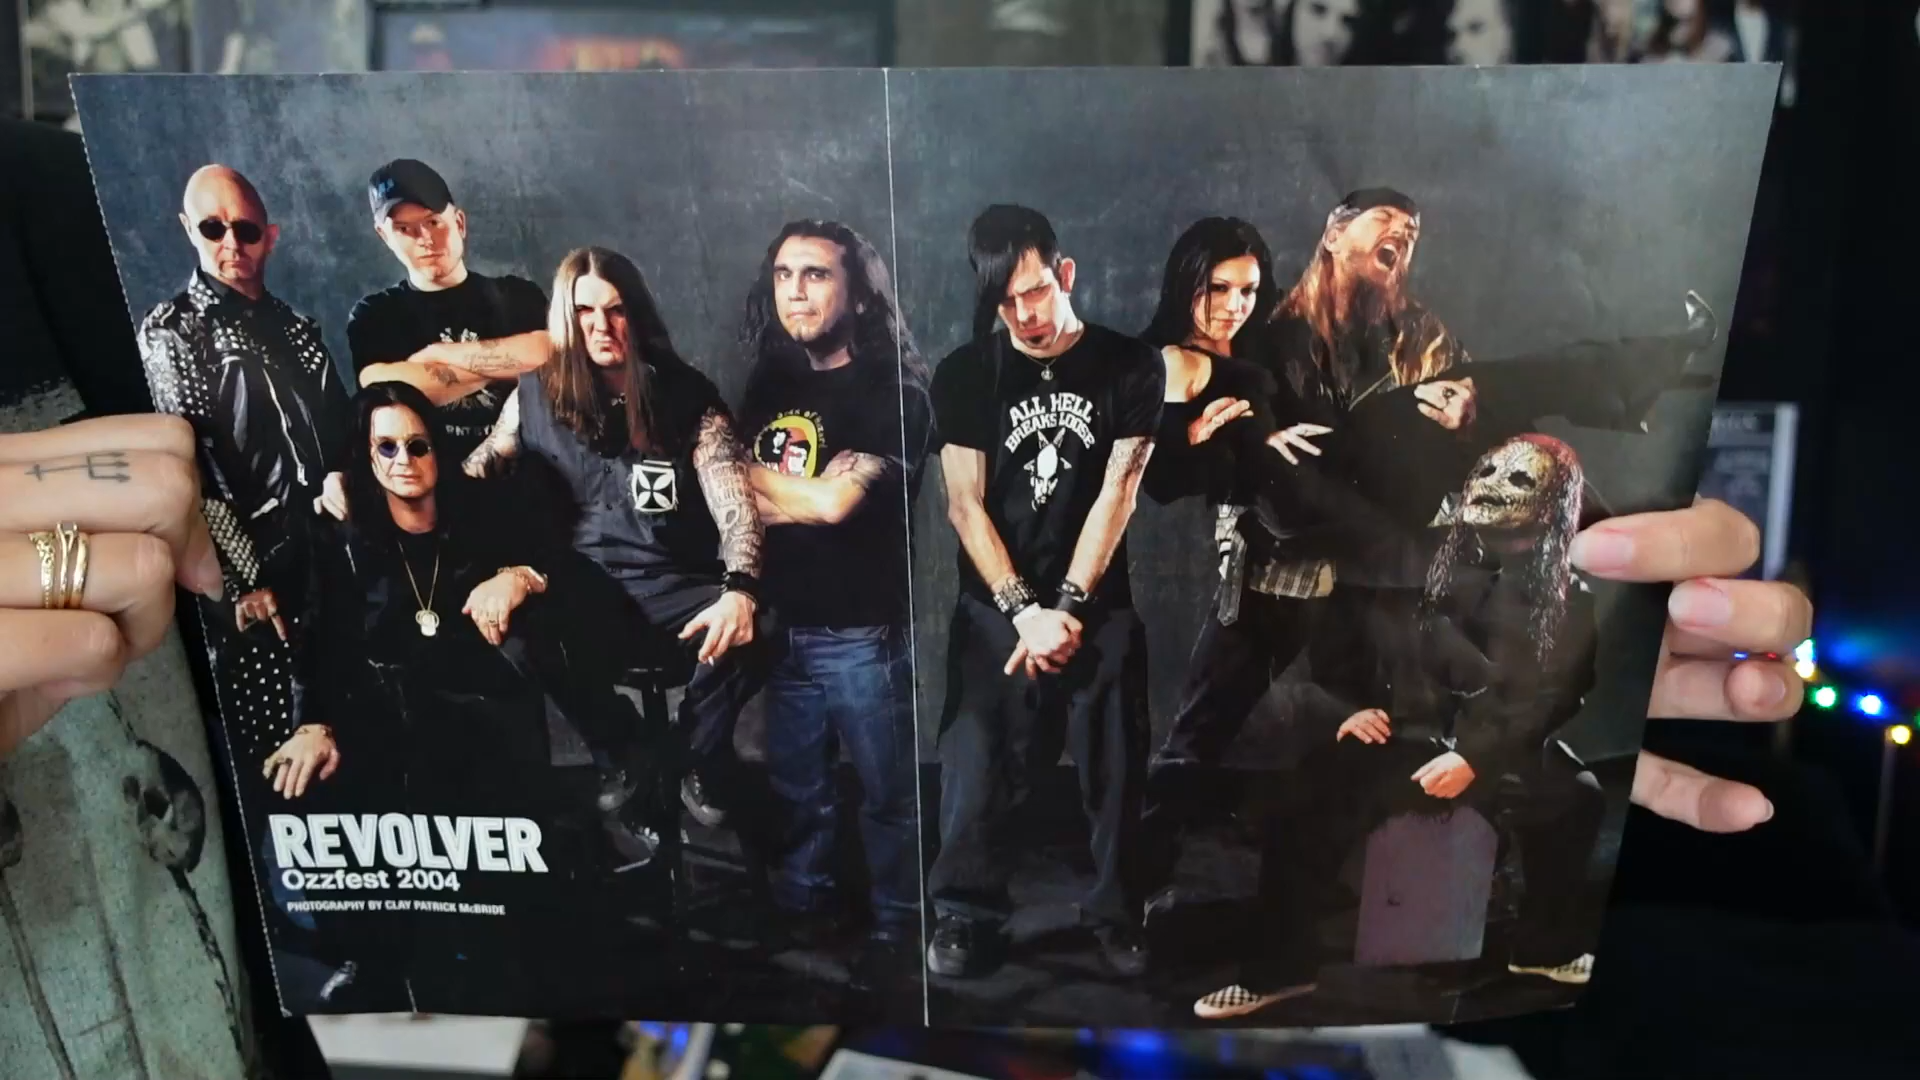 REVOLVER
Ozzfest 2004
PHOTOGRAPHY BY CLAY PATRICK McBRIDE
ALL HELL
BREAKS LOOSE